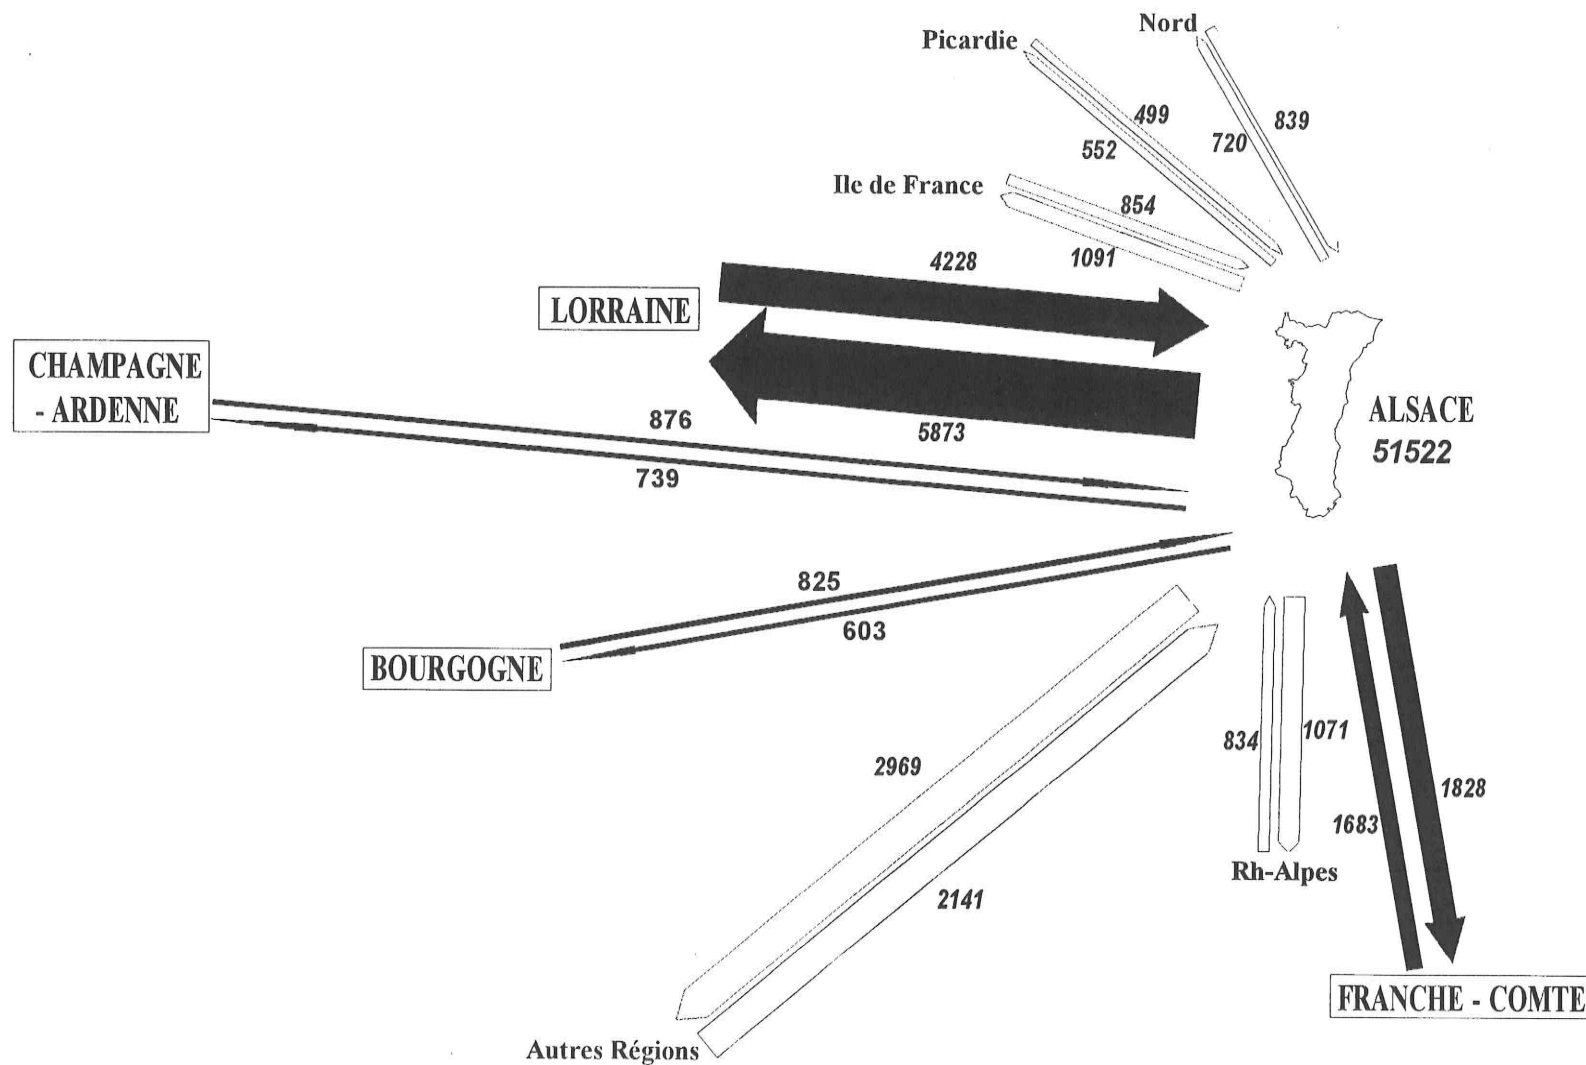 Nord
Picardie
499
839
720
552
Ile de France
854
1091
4228
LORRAINE
CHAMPAGNE
- ARDENNE
876
5873
739
ALSACE
51522
825
603
BOURGOGNE
2969
2141
834
1071
1828
1683
Rh-Alpes
FRANCHE - COMTE
Autres Régions